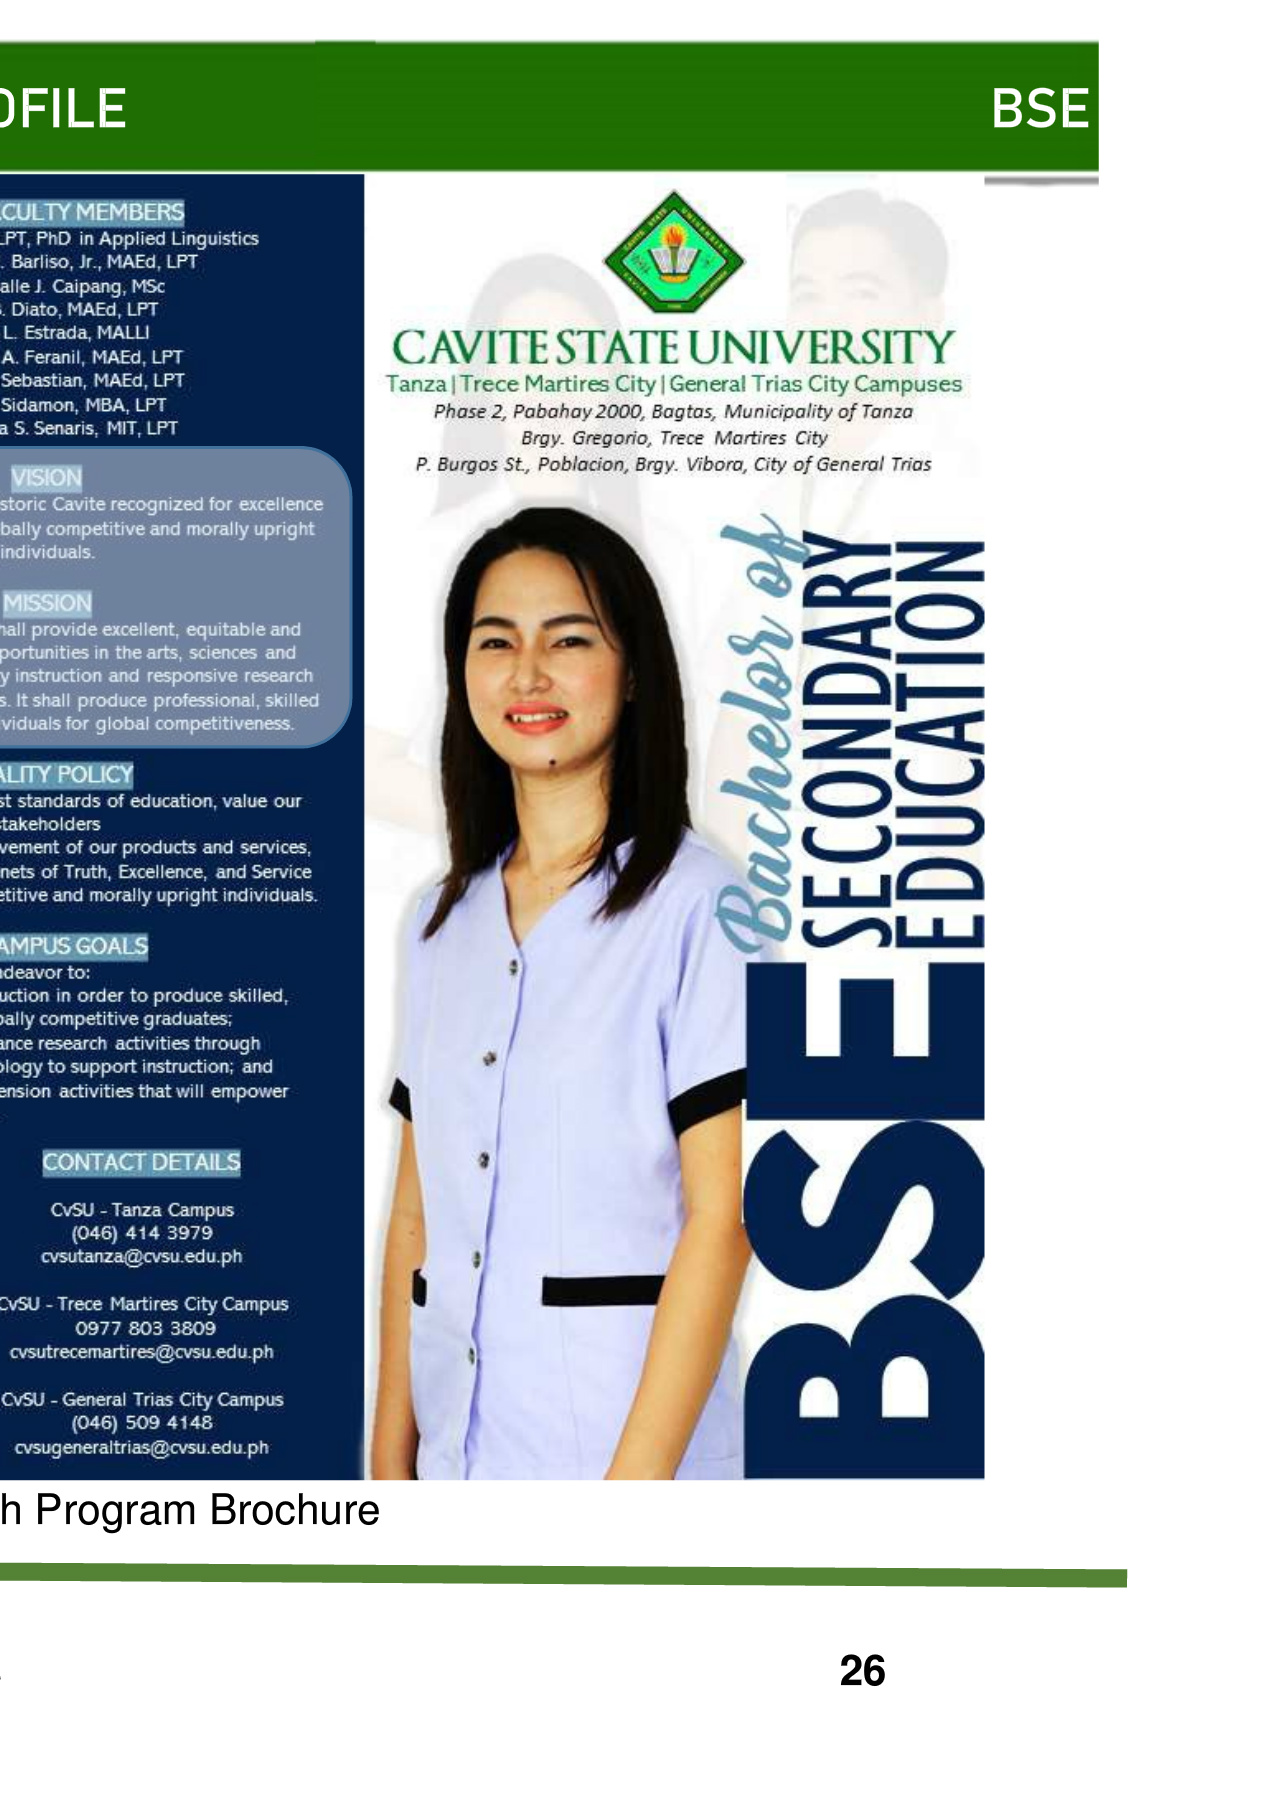 OFILE
BSE
CULTY MEMBERS
LPT, PhD in Applied Linguistics
. Barliso, Jr., MAEd, LPT
alle J. Caipang, MSc
. Diato, MAEd, LPT
L. Estrada, MALLI
A. Feranil, MAEd, LPT
Sebastian, MAEd, LPT
Sidamon, MBA, LPT
a S. Senaris, MIT, LPT
VISION
storic Cavite recognized for excellence
bally competitive and morally upright
individuals.
MISSION
hall provide excellent, equitable and
portunities in the arts, sciences and
y instruction and responsive research
s. It shall produce professional, skilled
viduals for global competitiveness.
ALITY POLICY
st standards of education, value our
stakeholders
vement of our products and services,
nets of Truth, Excellence, and Service
etitive and morally upright individuals.
AMPUS GOALS
ndeavor to:
uction in order to produce skilled,
bally competitive graduates;
ance research activities through
ology to support instruction; and
ension activities that will empower
CONTACT DETAILS
CvSU - Tanza Campus
(046) 414 3979
cvsutanza@cvsu.edu.ph
CvSU - Trece Martires City Campus
0977 803 3809
cvsutrecemartires@cvsu.edu.ph
CvSU - General Trias City Campus
(046) 509 4148
cvsugeneraltrias@cvsu.edu.ph
CAVITE STATE UNIVERSITY
Tanza|Trece Martires City|General Trias City Campuses
Phase 2, Pabahay 2000, Bagtas, Municipality of Tanza
Brgy. Gregorio, Trece Martires City
P. Burgos St., Poblacion, Brgy. Vibora, City of General Trias
Bachelor of
SECONDARY
EDUCATION
BSE
h Program Brochure
26